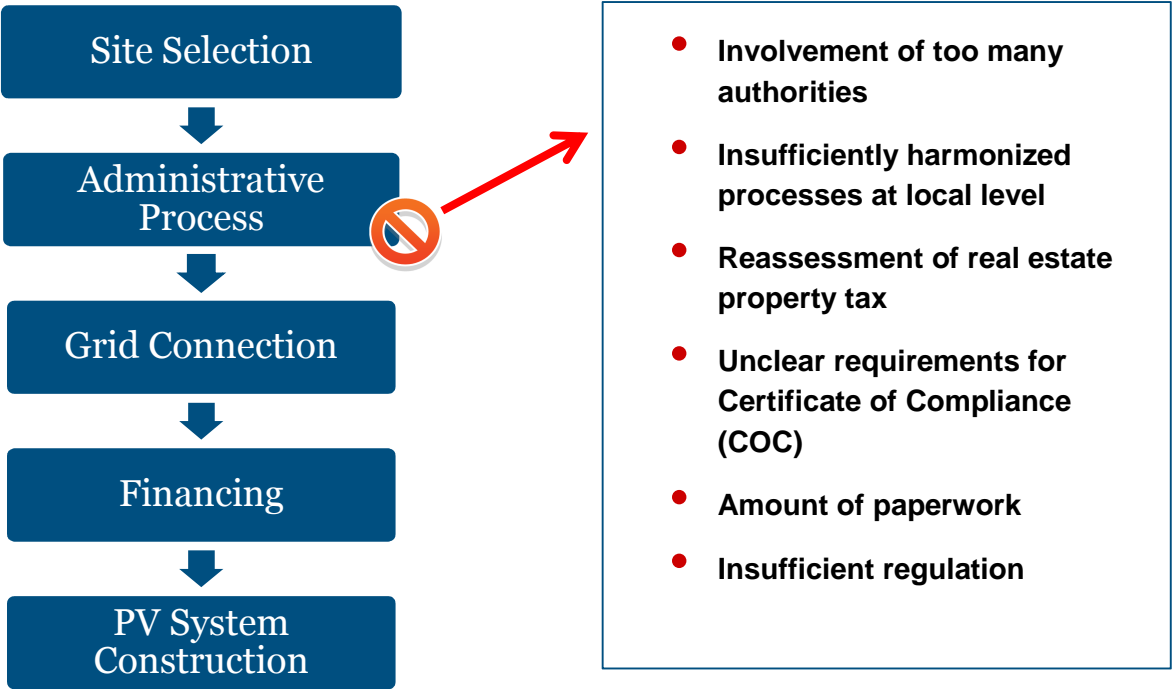 Site Selection
Administrative
Process
Grid Connection
Financing
PV System
Construction
Involvement of too many
authorities
Insufficiently harmonized
processes at local level
Reassessment of real estate
property tax
Unclear requirements for
Certificate of Compliance
(COC)
Amount of paperwork
Insufficient regulation